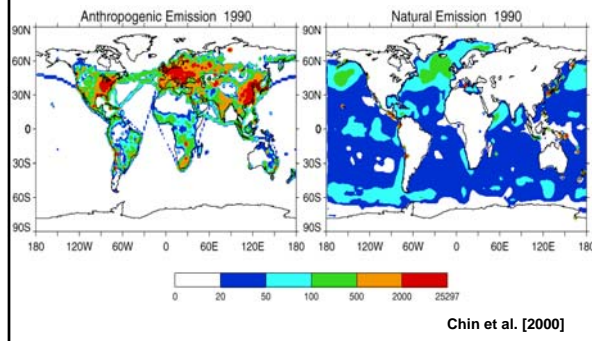 Anthropogenic Emission 1990 Natural Emission 1990
90N 90N
60N 60N
30N 30N
0 0
30S 30S
60S 60S
90S 90S
180 120W 60W 0 60E 120E 180 120W 60W 0 60E 120E 180
0 20 50 100 500 2000 25297
Chin et al. [2000]